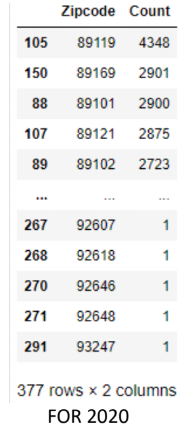 Zipcode Count
105 89119 4348
150 89169 2901
88 89101 2900
107 89121 2875
89 89102 2723
... ... ...
267 92607 1
268 92618 1
270 92646 1
271 92648 1
291 93247 1
377 rows × 2 columns
FOR 2020